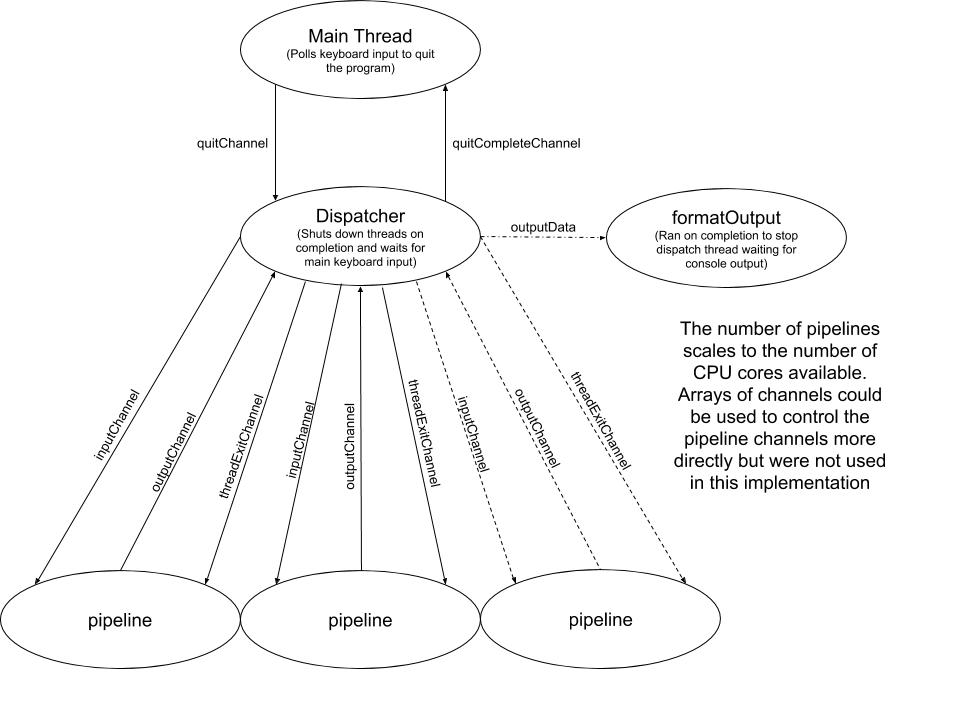 Main Thread
(Polls keyboard input to quit
the program)
quitChannel
quitCompleteChannel
Dispatcher
(Shuts down threads on
completion and waits for
main keyboard input)
outputData
formatOutput
(Ran on completion to stop
dispatch thread waiting for
console output)
The number of pipelines
scales to the number of
CPU cores available.
Arrays of channels could
be used to control the
pipeline channels more
directly but were not used
in this implementation
inputChannel
outputChannel
threadExitChannel
inputChannel
outputChannel
threadExitChannel
inputChannel
outputChannel
threadExitChannel
pipeline
pipeline
pipeline